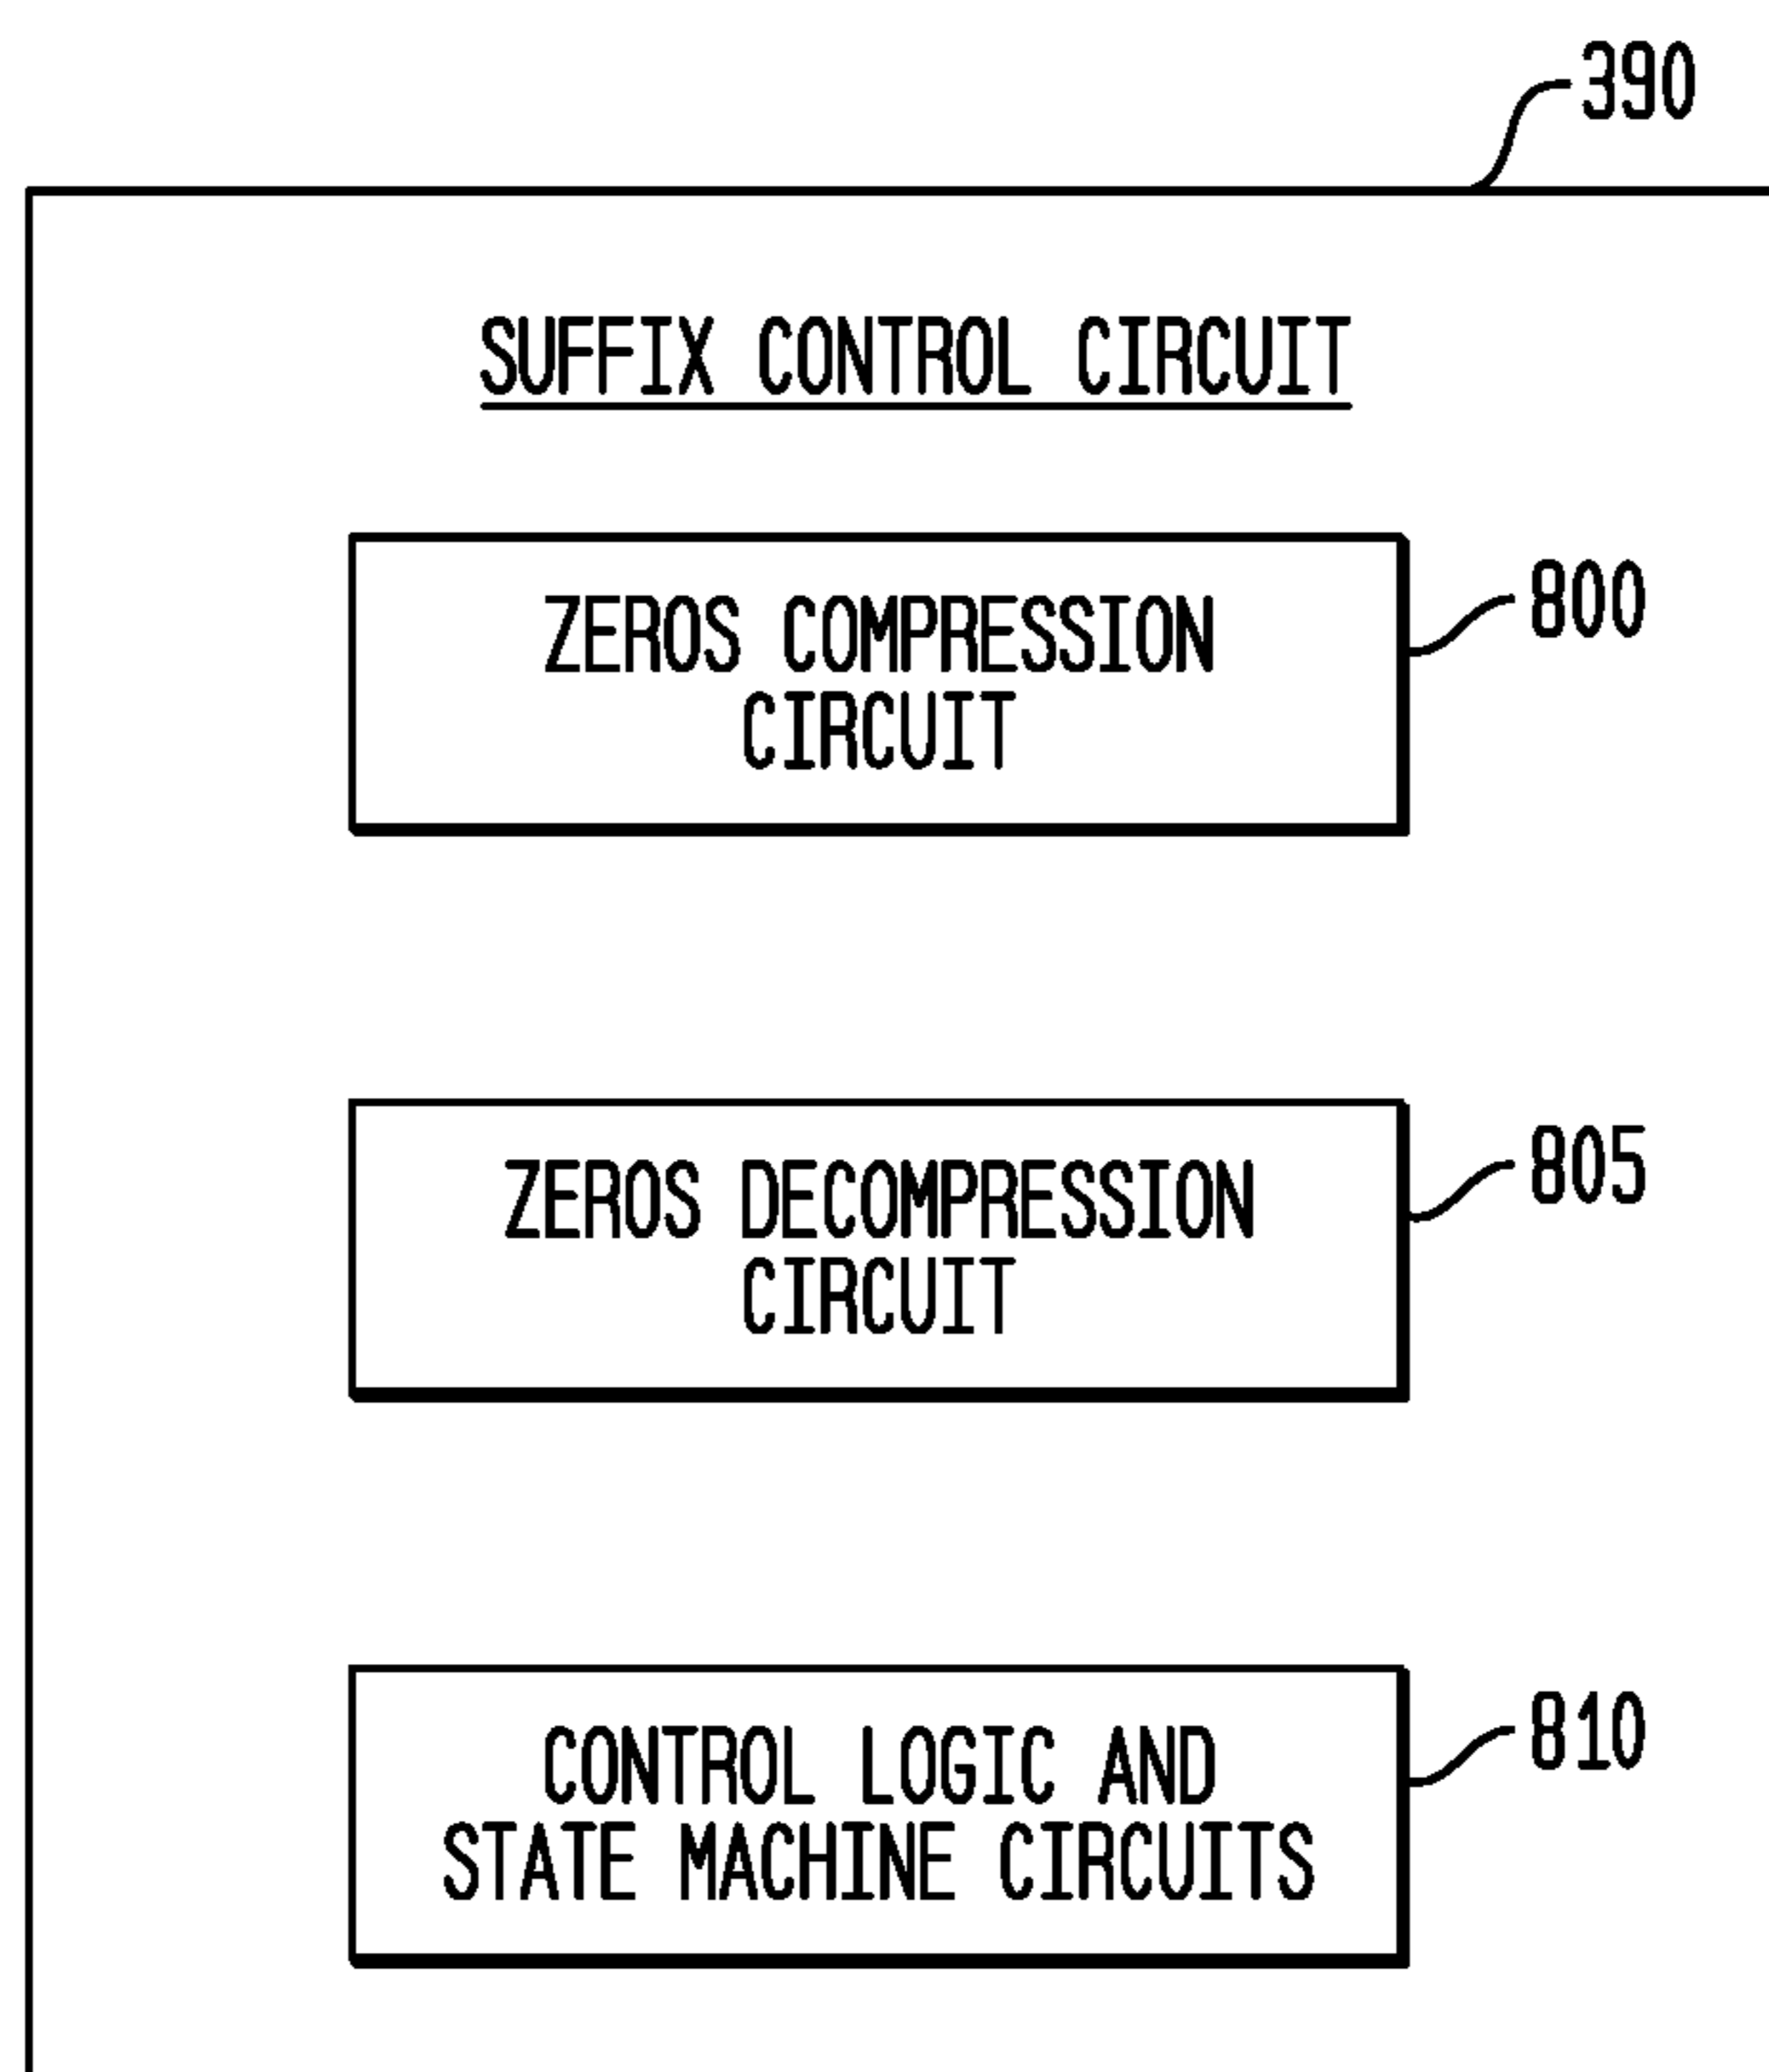 390
SUFFIX CONTROL CIRCUIT
ZEROS COMPRESSION
CIRCUIT
800
ZEROS DECOMPRESSION
CIRCUIT
805
CONTROL LOGIC AND
STATE MACHINE CIRCUITS
810